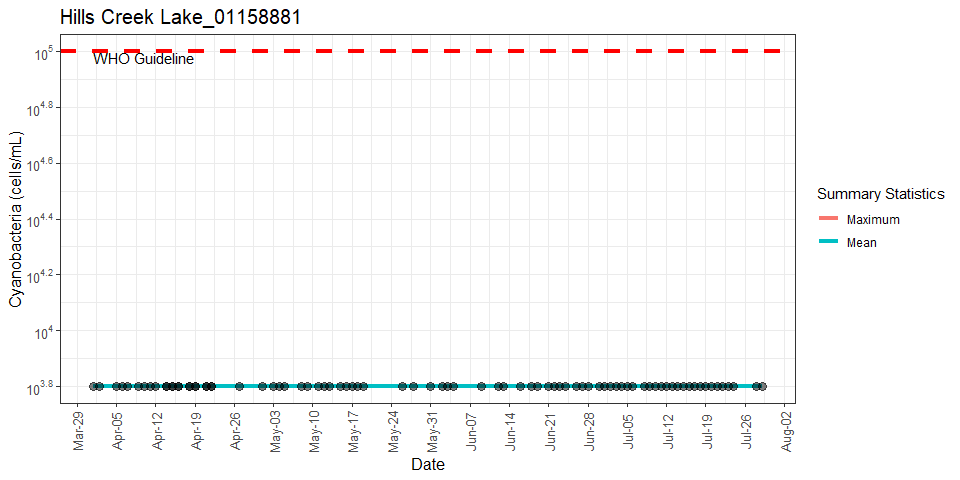 Hills Creek Lake_01158881
10^5
WHO Guideline
10^4.8
10^4.6
10^4.4
10^4.2
10^4
10^3.8
Cyanobacteria (cells/mL)
Mar-29
Apr-05
Apr-12
Apr-19
Apr-26
May-03
May-10
May-17
May-24
May-31
Jun-07
Jun-14
Jun-21
Jun-28
Jul-05
Jul-12
Jul-19
Jul-26
Aug-02
Date
Summary Statistics
Maximum
Mean